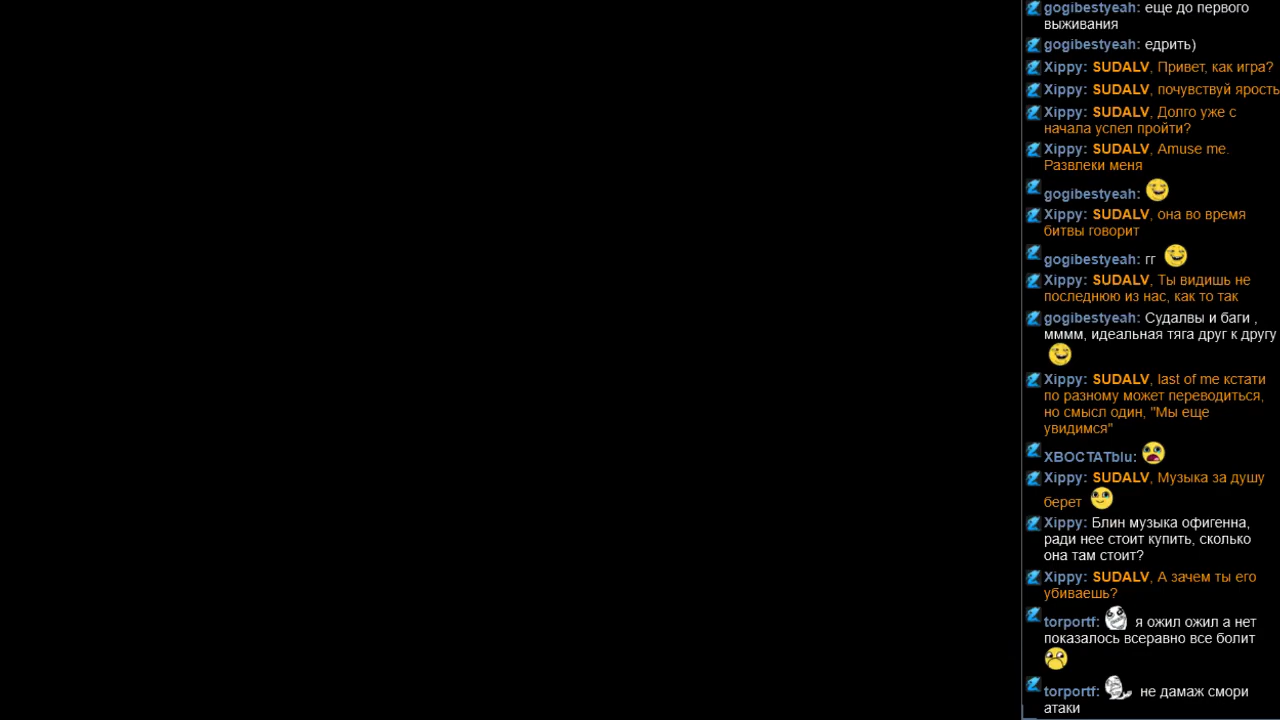 gogibestyeah: еще до первого
выживания
gogibestyeah: едрить)
Xippy: SUDALV, Привет, как игра?
Xippy: SUDALV, почувствуй ярость
Xippy: SUDALV, Долго уже с
начала успел пройти?
Xippy: SUDALV, Amuse me.
Развлеки меня
gogibestyeah:
Xippy: SUDALV, она во время
битвы говорит
gogibestyeah: гг
Xippy: SUDALV, Ты видишь не
последнюю из нас, как то так
gogibestyeah: Судалвы и баги ,
мммм, идеальная тяга друг к другу
Xippy: SUDALV, last of me кстати
по разному может переводиться,
но смысл один, "Мы еще
увидимся"
XBOCTATblu:
Xippy: SUDALV, Музыка за душу
берет
Xippy: Блин музыка офигенна,
ради нее стоит купить, сколько
она там стоит?
Xippy: SUDALV, А зачем ты его
убиваешь?
torportf: я ожил ожил а нет
показалось всеравно все болит
torportf: не дамаж смори
атаки